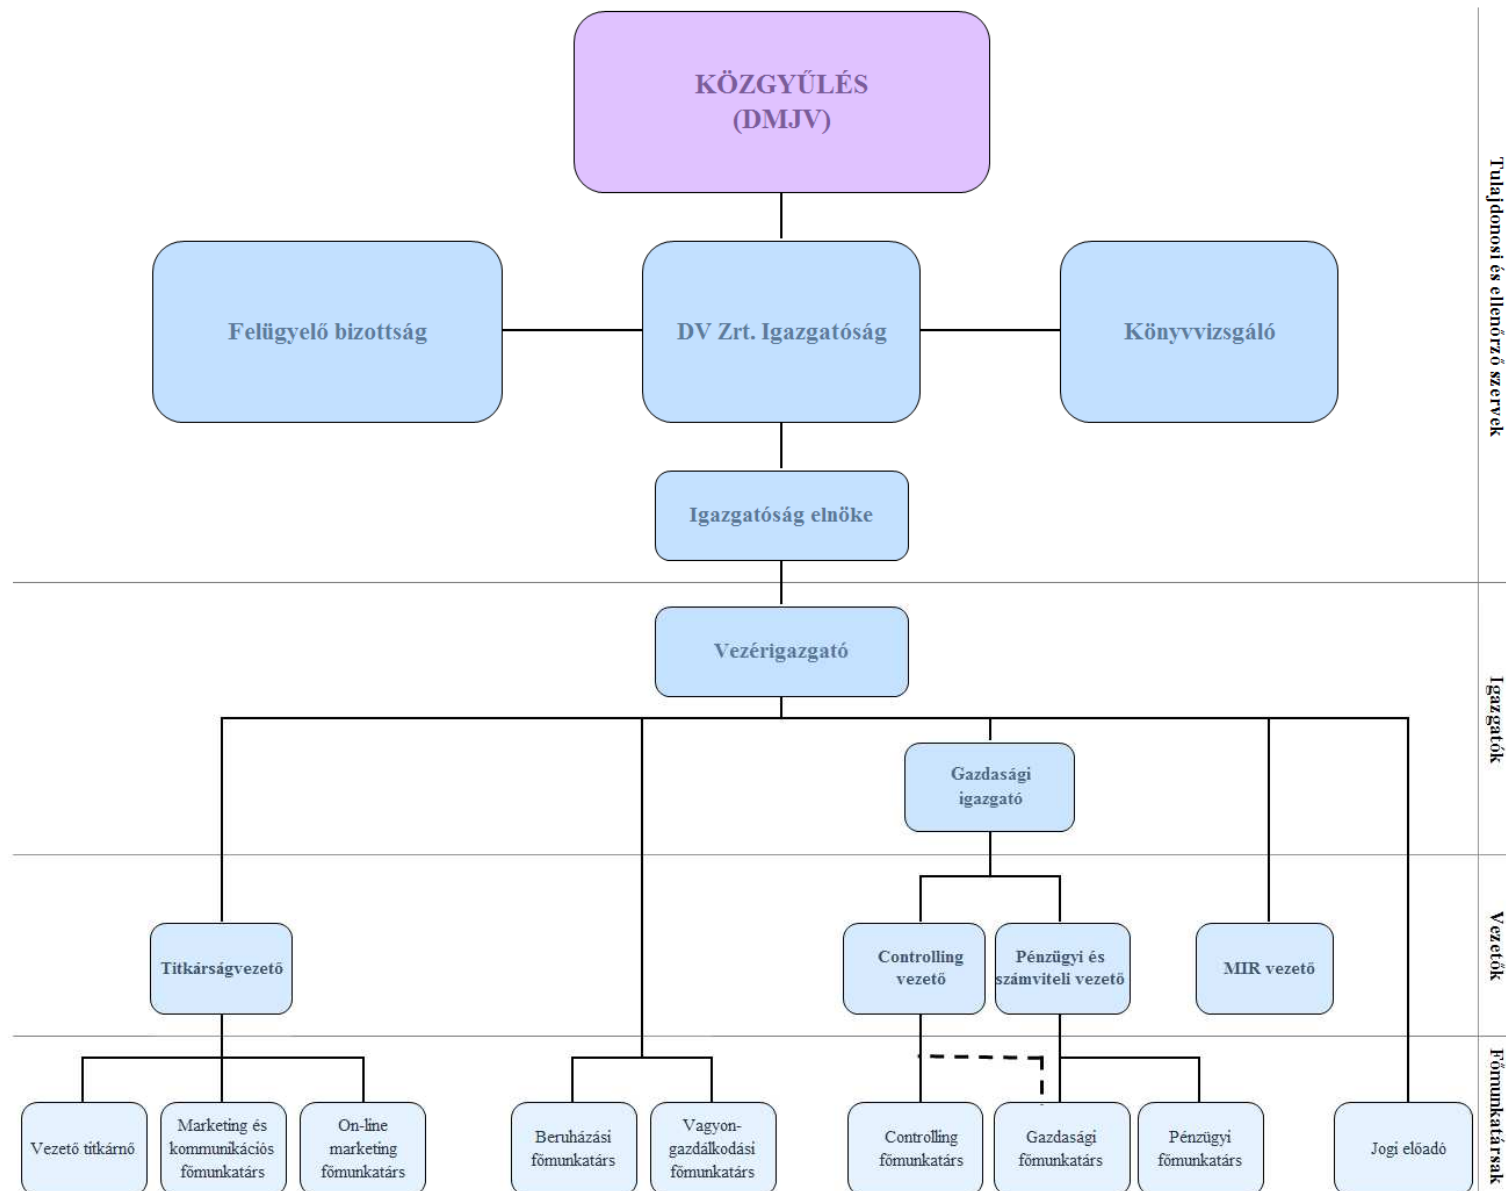 KÖZGYŰLÉS
(DMJV)
Tulajdonosi és ellenőrző szervek
Felügyelő bizottság
DV Zrt. Igazgatóság
Könyvvizsgáló
Igazgatóság elnöke
Vezérigazgató
Igazgatók
Gazdasági
igazgató
Vezetők
Titkárságvezető
Controlling
vezető
Pénzügyi és
számviteli vezető
MIR vezető
Főmunkatársak
Vezető titkárnő
Marketing és
kommunikációs
főmunkatárs
On-line
marketing
főmunkatárs
Beruházási
főmunkatárs
Vagyon-
gazdálkodási
főmunkatárs
Controlling
főmunkatárs
Gazdasági
főmunkatárs
Pénzügyi
főmunkatárs
Jogi előadó